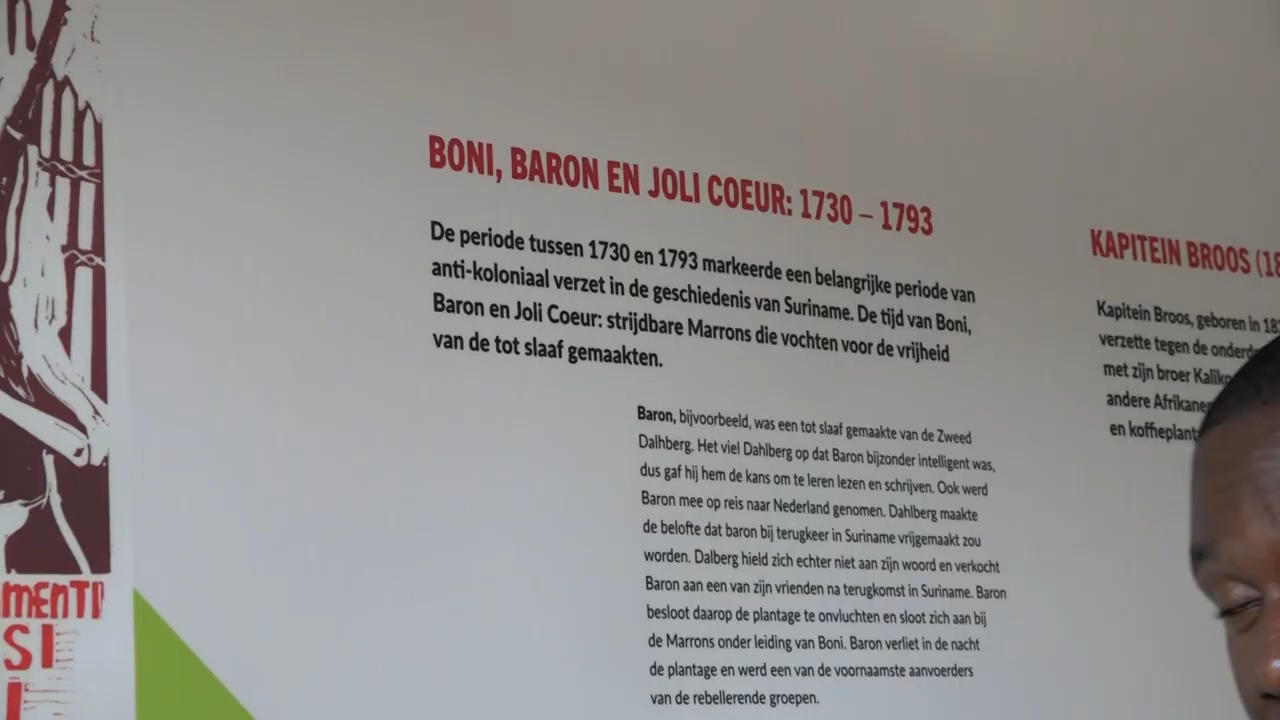 BONI, BARON EN JOLI COEUR: 1730 – 1793
De periode tussen 1730 en 1793 markeerde een belangrijke periode van
anti-koloniaal verzet in de geschiedenis van Suriname. De tijd van Boni,
Baron en Joli Coeur: strijdbare Marrons die vochten voor de vrijheid
van de tot slaaf gemaakten.
Baron, bijvoorbeeld, was een tot slaaf gemaakte van de Zweed
Dalhberg. Het viel Dahlberg op dat Baron bijzonder intelligent was,
dus gaf hij hem de kans om te leren lezen en schrijven. Ook werd
Baron mee op reis naar Nederland genomen. Dahlberg maakte
de belofte dat baron bij terugkeer in Suriname vrijgemaakt zou
worden. Dalberg hield zich echter niet aan zijn woord en verkocht
Baron aan een van zijn vrienden na terugkomst in Suriname. Baron
besloot daarop de plantage te onvluchten en sloot zich aan bij
de Marrons onder leiding van Boni. Baron verliet in de nacht
de plantage en werd een van de voornaamste aanvoerders
van de rebellerende groepen.
KAPITEIN BROOS (18
Kapitein Broos, geboren in 18
verzette tegen de onderd
met zijn broer Kaliko
andere Afrikane
en koffieplant
MENTI
SI